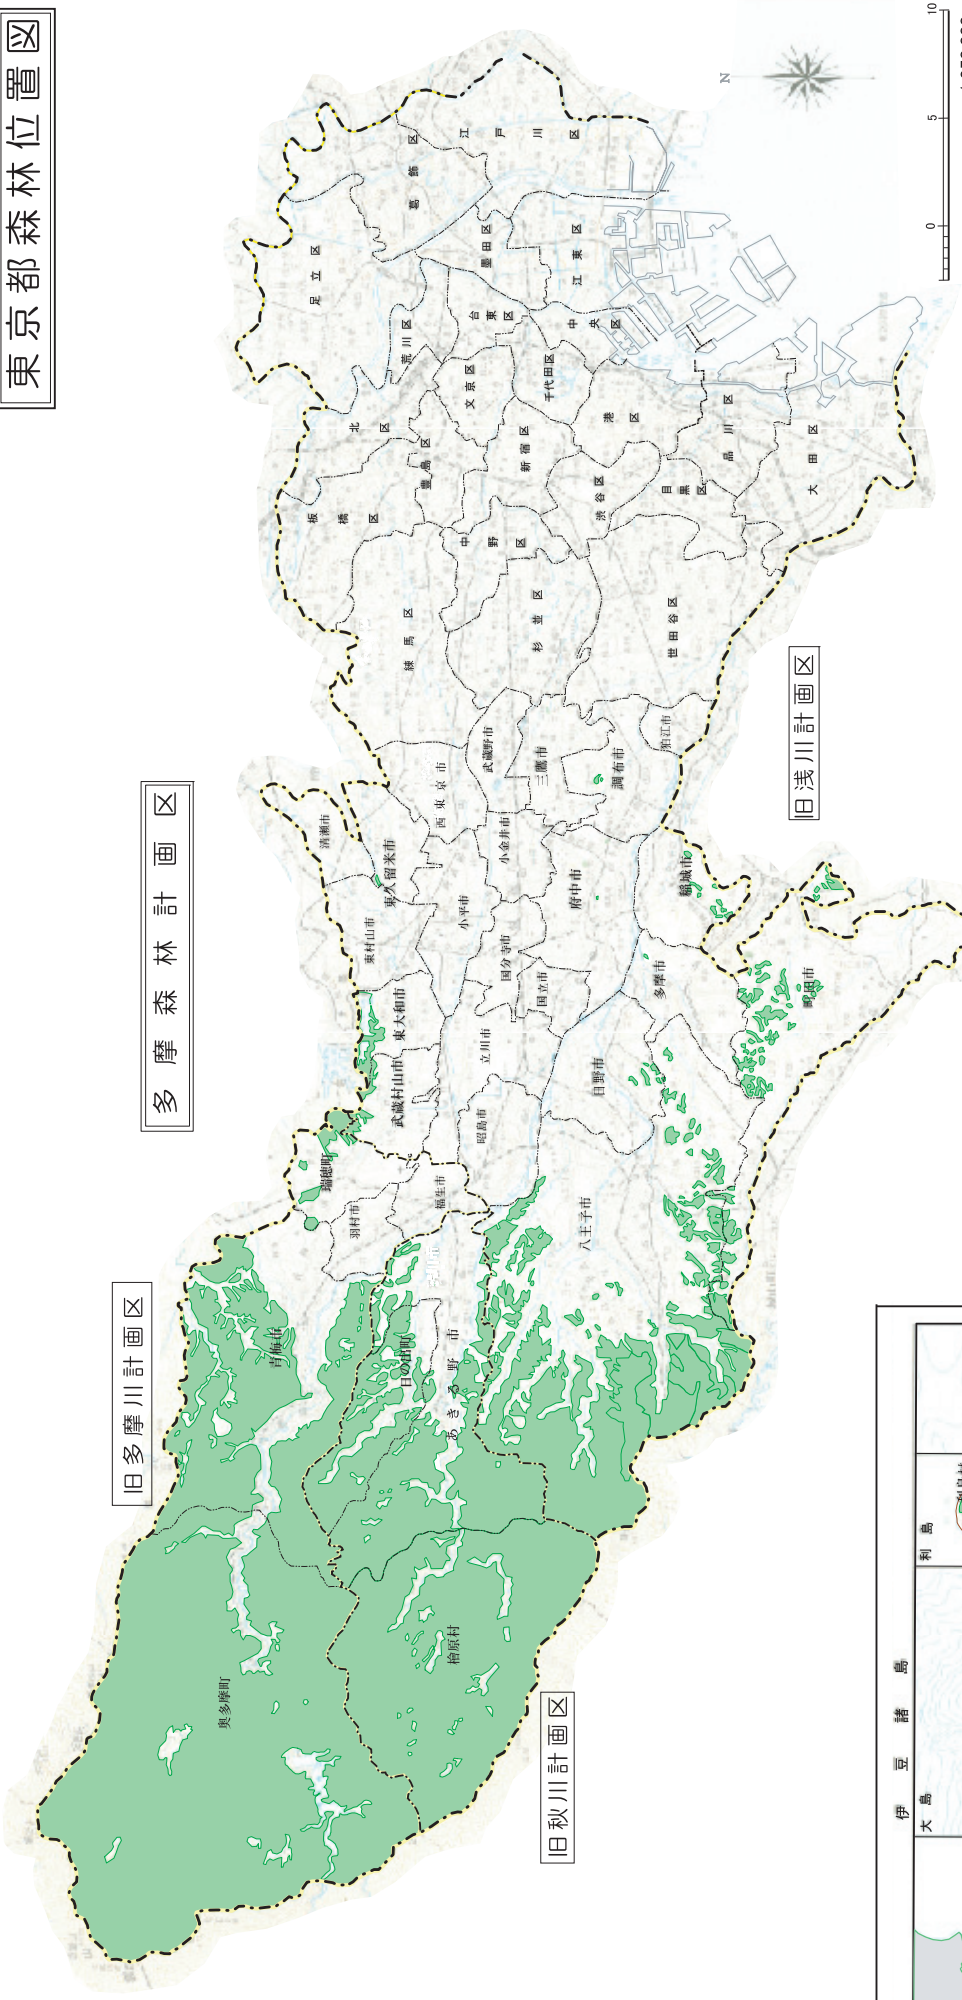 東京都森林位置図
多摩森林計画区
旧多摩川計画区
旧秋川計画区
旧浅川計画区
N
0
5
10
足立区
葛飾区
江戸川区
墨田区
江東区
荒川区
台東区
中央区
文京区
千代田区
北区
豊島区
新宿区
港区
板橋区
中野区
渋谷区
目黒区
品川区
大田区
練馬区
杉並区
世田谷区
武蔵野市
三鷹市
調布市
狛江市
西東京市
清瀬市
東久留米市
小金井市
府中市
稲城市
東村山市
小平市
国分寺市
国立市
多摩市
町田市
東大和市
武蔵村山市
立川市
日野市
昭島市
瑞穂町
羽村市
福生市
八王子市
青梅市
日の出町
あきる野市
奥多摩町
檜原村
伊豆諸島
大島
利島